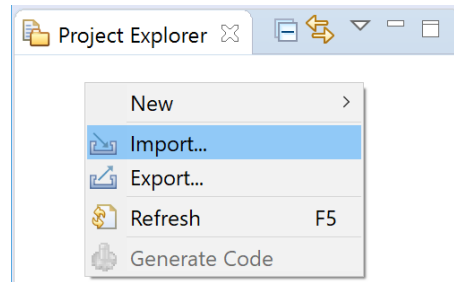 Project Explorer
New
Import...
Export...
Refresh F5
Generate Code